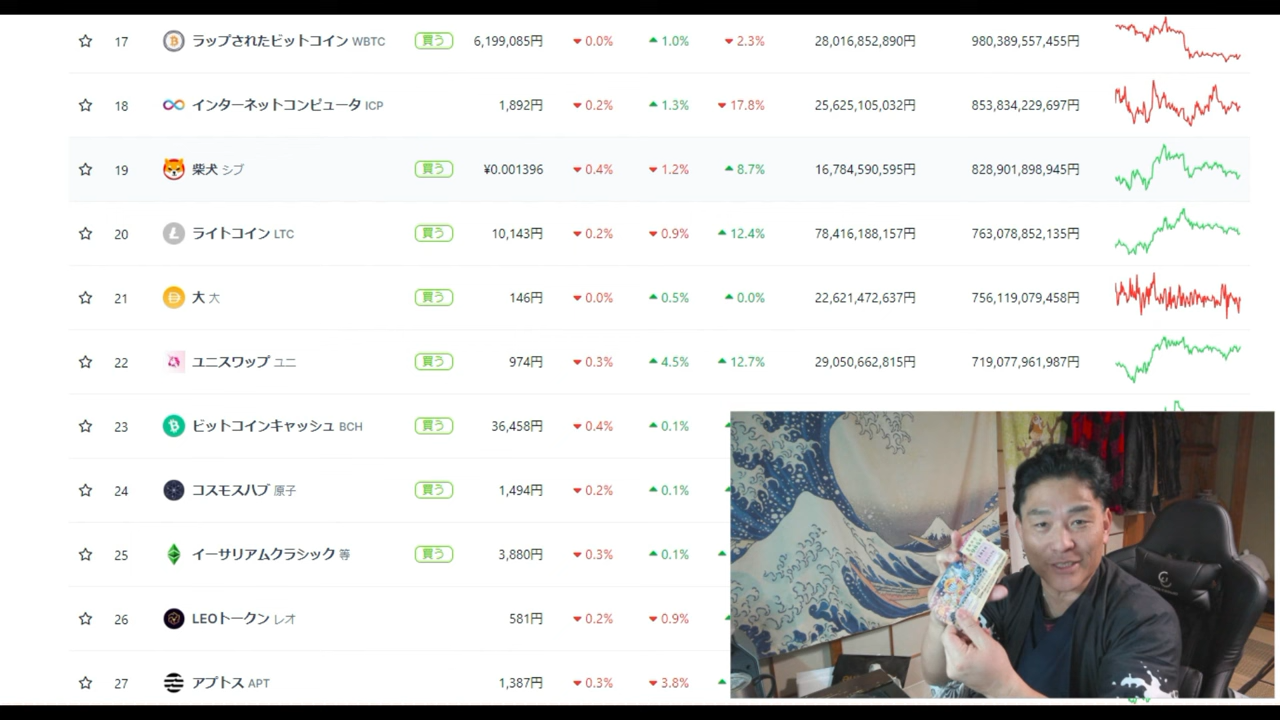 17 ラップされたビットコイン WBTC 買う 6,199,085円 0.0% 1.0% 2.3% 28,016,852,890円 980,389,557,455円
18 インターネットコンピュータ ICP 1,892円 0.2% 1.3% 17.8% 25,625,105,032円 853,834,229,697円
19 柴犬 シブ 買う ¥0.001396 0.4% 1.2% 8.7% 16,784,590,595円 828,901,898,945円
20 ライトコイン LTC 買う 10,143円 0.2% 0.9% 12.4% 78,416,188,157円 763,078,852,135円
21 大 大 買う 146円 0.0% 0.5% 0.0% 22,621,472,637円 756,119,079,458円
22 ユニスワップ ユニ 買う 974円 0.3% 4.5% 12.7% 29,050,662,815円 719,077,961,987円
23 ビットコインキャッシュ BCH 買う 36,458円 0.4% 0.1%
24 コスモスハブ 原子 買う 1,494円 0.2% 0.1%
25 イーサリアムクラシック 等 買う 3,880円 0.3% 0.1%
26 LEOトークン レオ 581円 0.2% 0.9%
27 アプトス APT 1,387円 0.3% 3.8%